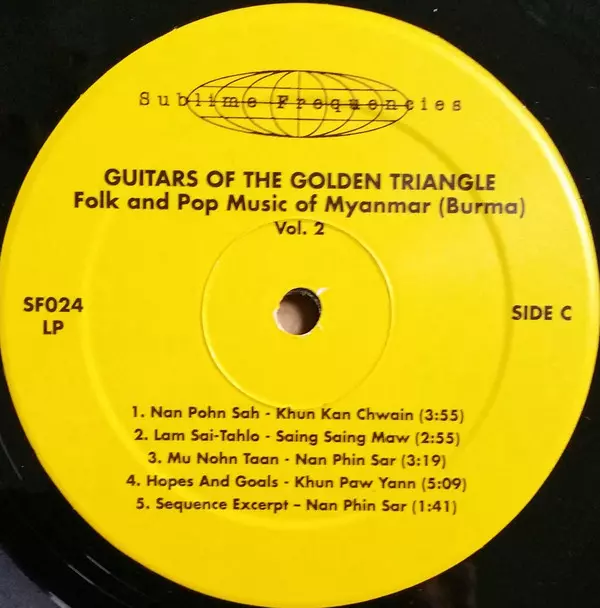 Sublime Frequencies
GUITARS OF THE GOLDEN TRIANGLE
Folk and Pop Music of Myanmar (Burma)
Vol. 2
SF024
LP
SIDE C
1. Nan Pohn Sah - Khun Kan Chwain (3:55)
2. Lam Sai-Tahlo - Saing Saing Maw (2:55)
3. Mu Nohn Taan - Nan Phin Sar (3:19)
4. Hopes And Goals - Khun Paw Yann (5:09)
5. Sequence Excerpt – Nan Phin Sar (1:41)